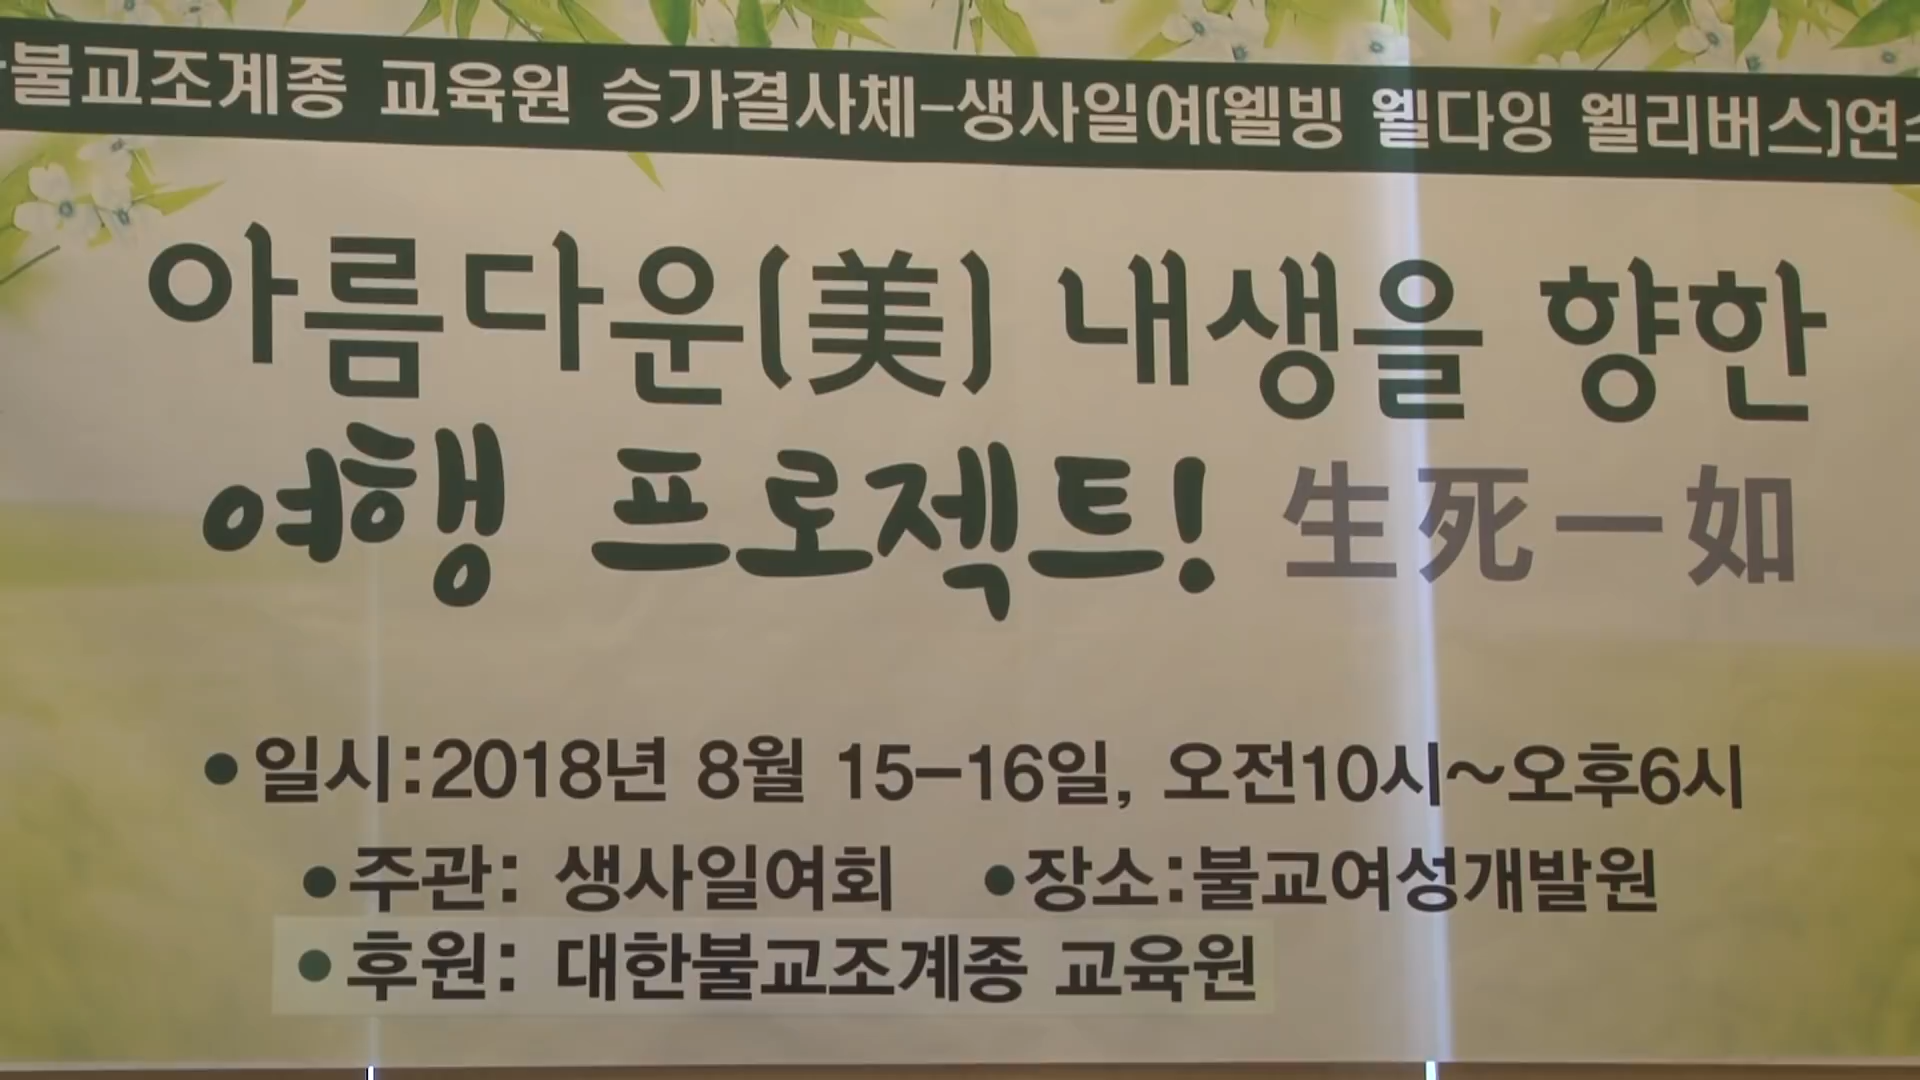 불교조계종 교육원 승가결사체-생사일여(웰빙 웰다잉 웰리버스)연수
아름다운(美) 내생을 향한
여행 프로젝트! 生死一如
•일시:2018년 8월 15-16일, 오전10시~오후6시
•주관: 생사일여회 •장소:불교여성개발원
•후원: 대한불교조계종 교육원